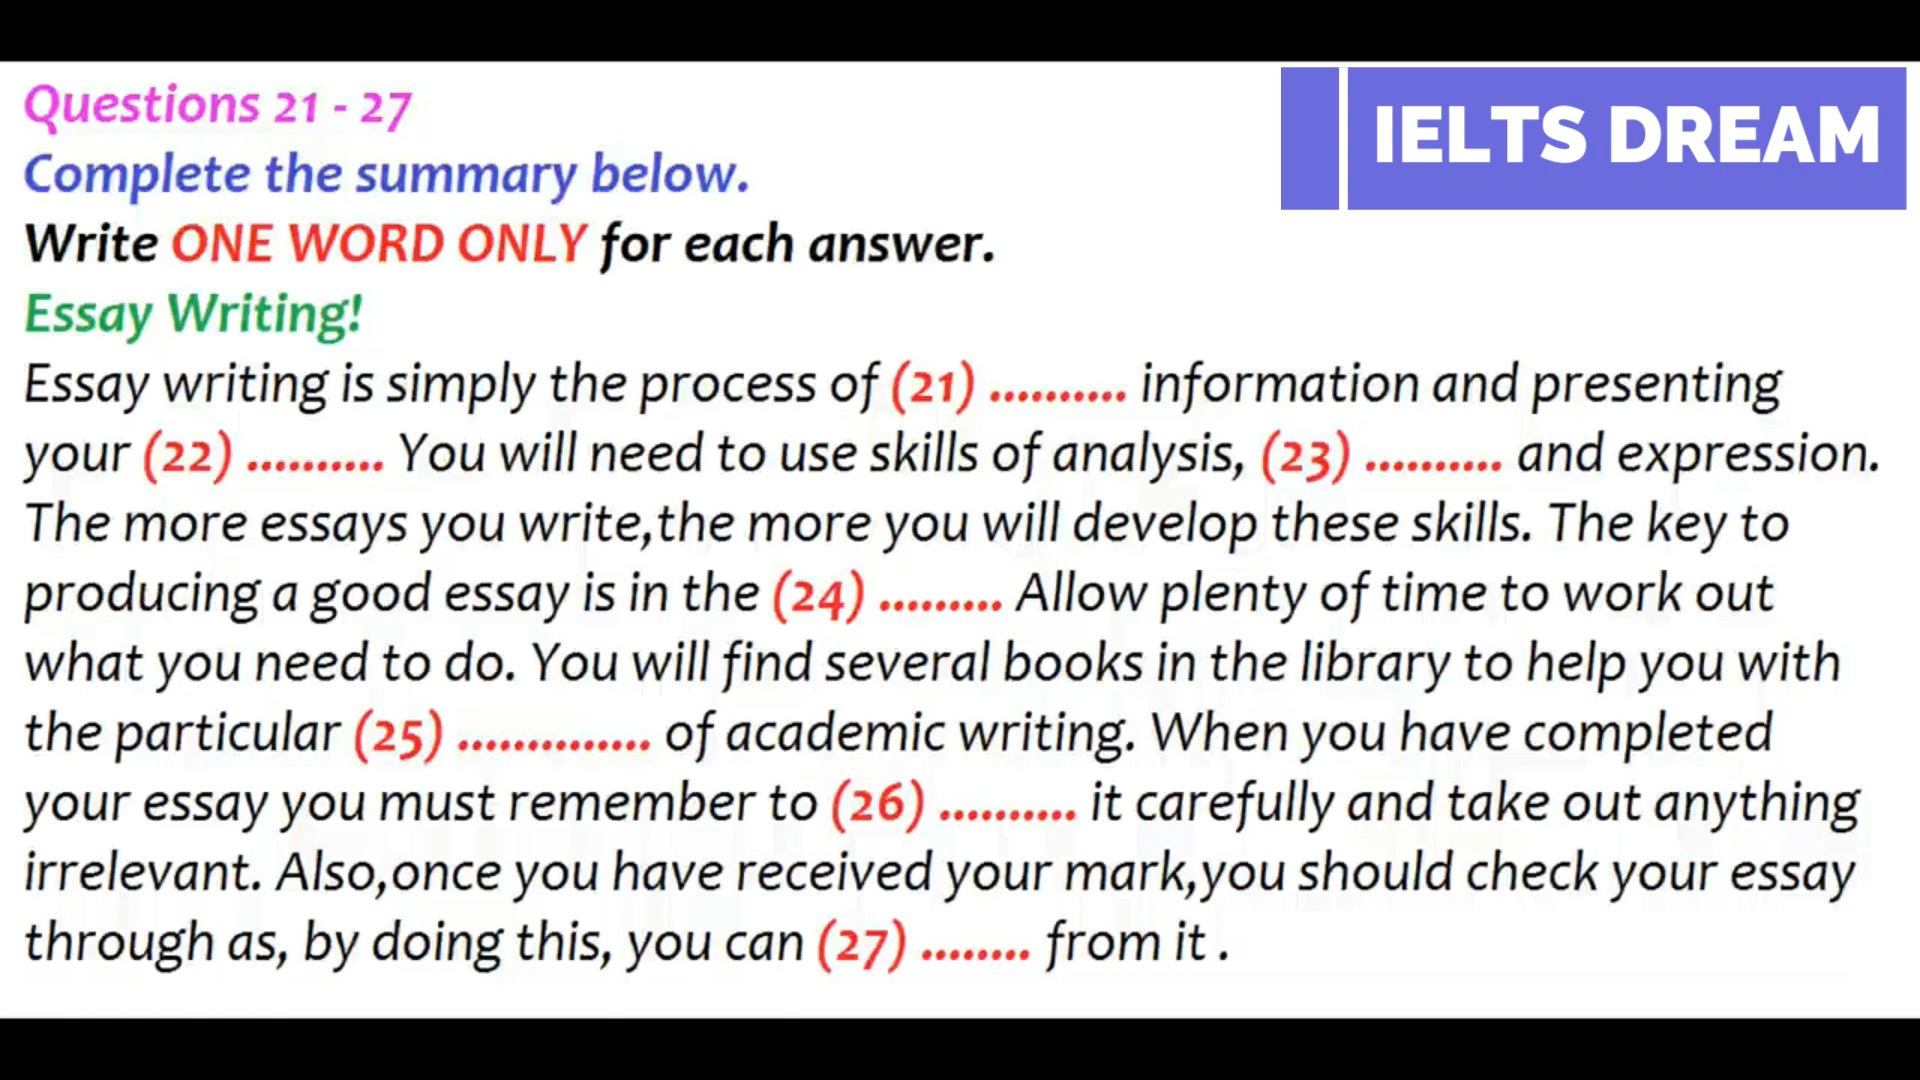 Questions 21 - 27
IELTS DREAM
Complete the summary below.
Write ONE WORD ONLY for each answer.
Essay Writing!
Essay writing is simply the process of (21) .......... information and presenting
your (22) .......... You will need to use skills of analysis, (23) .......... and expression.
The more essays you write,the more you will develop these skills. The key to
producing a good essay is in the (24) ......... Allow plenty of time to work out
what you need to do. You will find several books in the library to help you with
the particular (25) .............. of academic writing. When you have completed
your essay you must remember to (26) .......... it carefully and take out anything
irrelevant. Also,once you have received your mark,you should check your essay
through as, by doing this, you can (27) ........ from it .